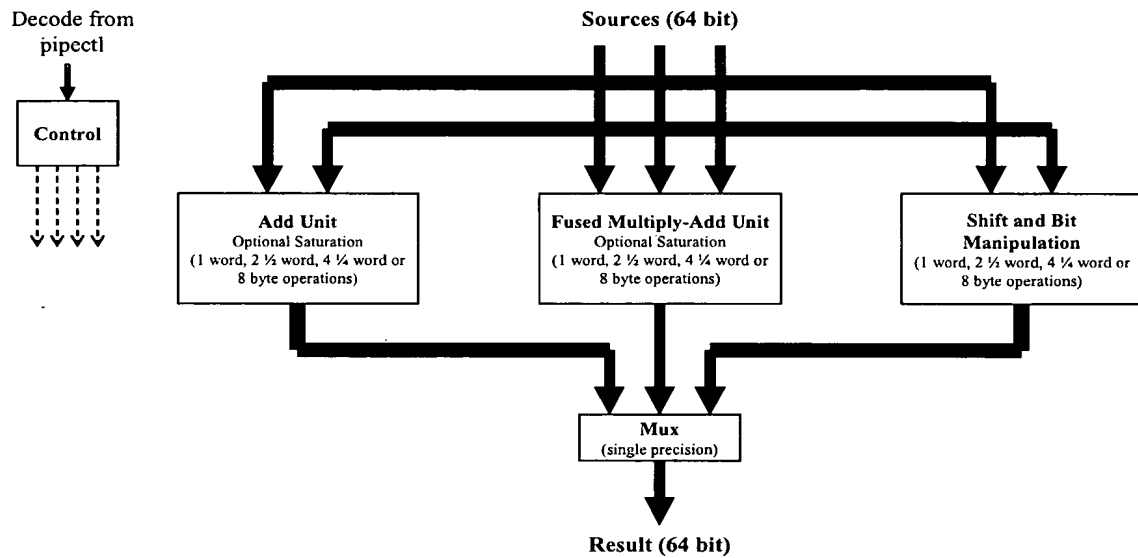 Decode from
pipectl
Control
Sources (64 bit)
Add Unit
Optional Saturation
(1 word, 2 ½ word, 4 ¼ word or
8 byte operations)
Fused Multiply-Add Unit
Optional Saturation
(1 word, 2 ½ word, 4 ¼ word or
8 byte operations)
Shift and Bit
Manipulation
(1 word, 2 ½ word, 4 ¼ word or
8 byte operations)
Mux
(single precision)
Result (64 bit)